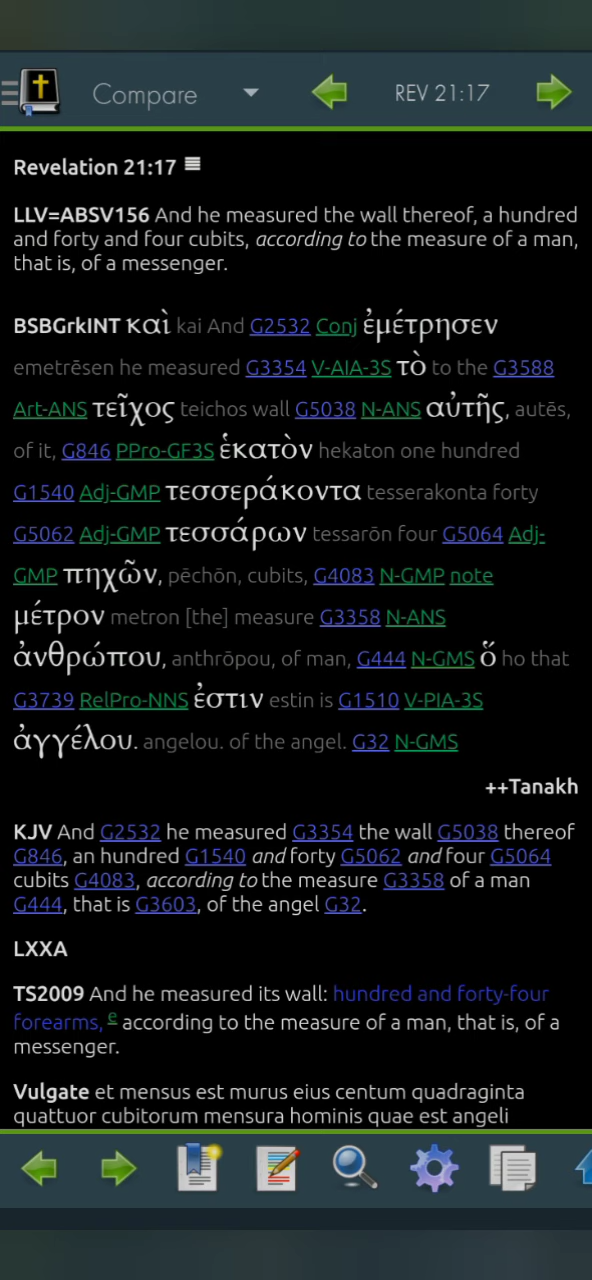 Compare
REV 21:17
Revelation 21:17
LLV=ABSV156 And he measured the wall thereof, a hundred
and forty and four cubits, according to the measure of a man,
that is, of a messenger.
BSBGrkINT καὶ kai And G2532 Conj ἐμέτρησεν
emetrēsen he measured G3354 V-AIA-3S τὸ to the G3588
Art-ANS τεῖχος teichos wall G5038 N-ANS αὐτῆς, autēs,
of it, G846 PPro-GF3S ἑκατὸν hekaton one hundred
G1540 Adj-GMP τεσσεράκοντα tesserakonta forty
G5062 Adj-GMP τεσσάρων tessarōn four G5064 Adj-
GMP πηχῶν, pēchōn, cubits, G4083 N-GMP note
μέτρον metron [the] measure G3358 N-ANS
ἀνθρώπου, anthrōpou, of man, G444 N-GMS ὅ ho that
G3739 RelPro-NNS ἐστιν estin is G1510 V-PIA-3S
ἀγγέλου. angelou. of the angel. G32 N-GMS
++Tanakh
KJV And G2532 he measured G3354 the wall G5038 thereof
G846, an hundred G1540 and forty G5062 and four G5064
cubits G4083, according to the measure G3358 of a man
G444, that is G3603, of the angel G32.
LXXA
TS2009 And he measured its wall: hundred and forty-four
forearms, e according to the measure of a man, that is, of a
messenger.
Vulgate et mensus est murus eius centum quadraginta
quattuor cubitorum mensura hominis quae est angeli